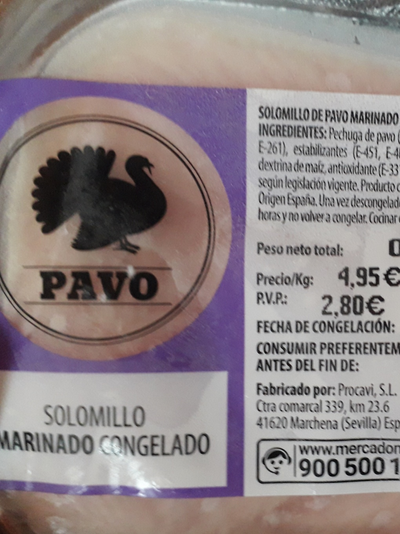 PAVO
SOLOMILLO
MARINADO CONGELADO
SOLOMILLO DE PAVO MARINADO
INGREDIENTES: Pechuga de pavo (
E-261), estabilizantes (E-451,
dextrina de maíz, antioxidante (E-33
según legislación vigente. Producto
Origen España. Una vez descongelad
horas y no volver a congelar. Cocinar
Peso neto total: 0
Precio/Kg: 4,95€
P.V.P.: 2,80€
FECHA DE CONGELACIÓN:
CONSUMIR PREFERENTEM
ANTES DEL FIN DE:
Fabricado por: Procavi, S.L.
Ctra comarcal 339, km 23.6
41620 Marchena (Sevilla) Esp
www.mercadon
900 500 1